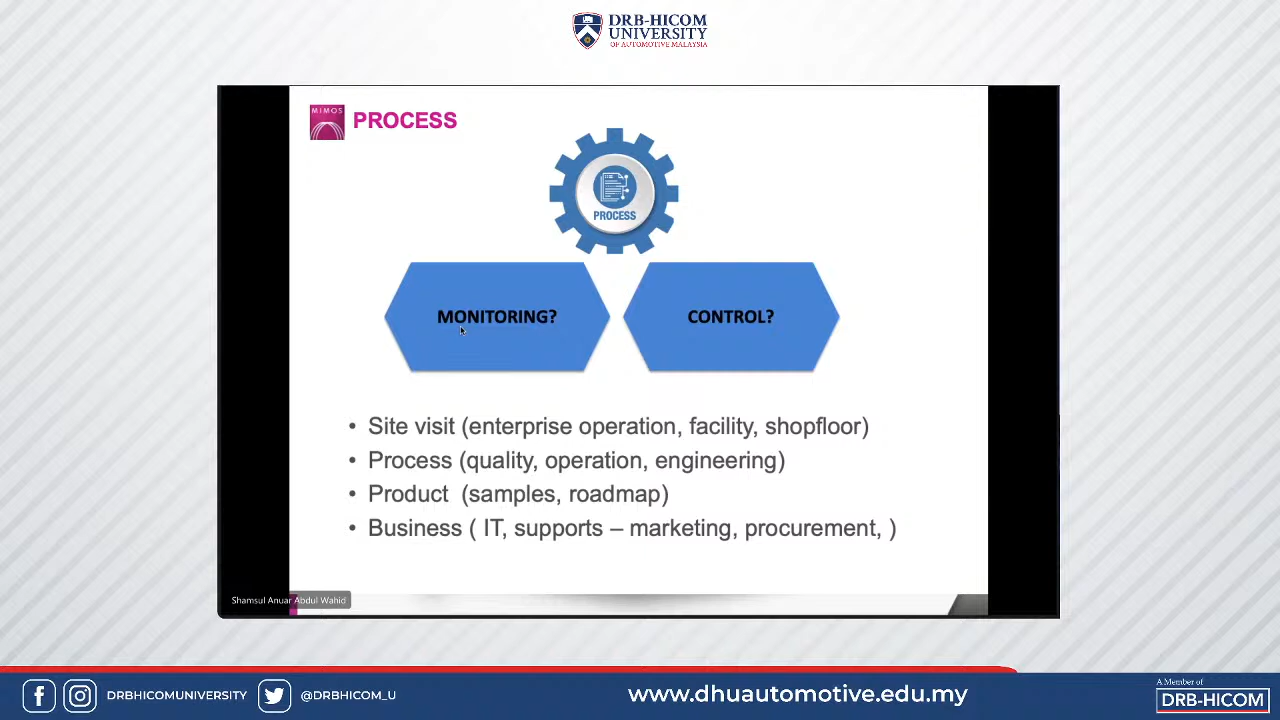 DRB-HICOM
UNIVERSITY
OF AUTOMOTIVE MALAYSIA
MIMOS
PROCESS
PROCESS
MONITORING?
CONTROL?
• Site visit (enterprise operation, facility, shopfloor)
• Process (quality, operation, engineering)
• Product (samples, roadmap)
• Business ( IT, supports – marketing, procurement, )
Shamsul Anuar Abdul Wahid
DRBHICOMUNIVERSITY
@DRBHICOM_U
www.dhuautomotive.edu.my
A Member of
DRB-HICOM